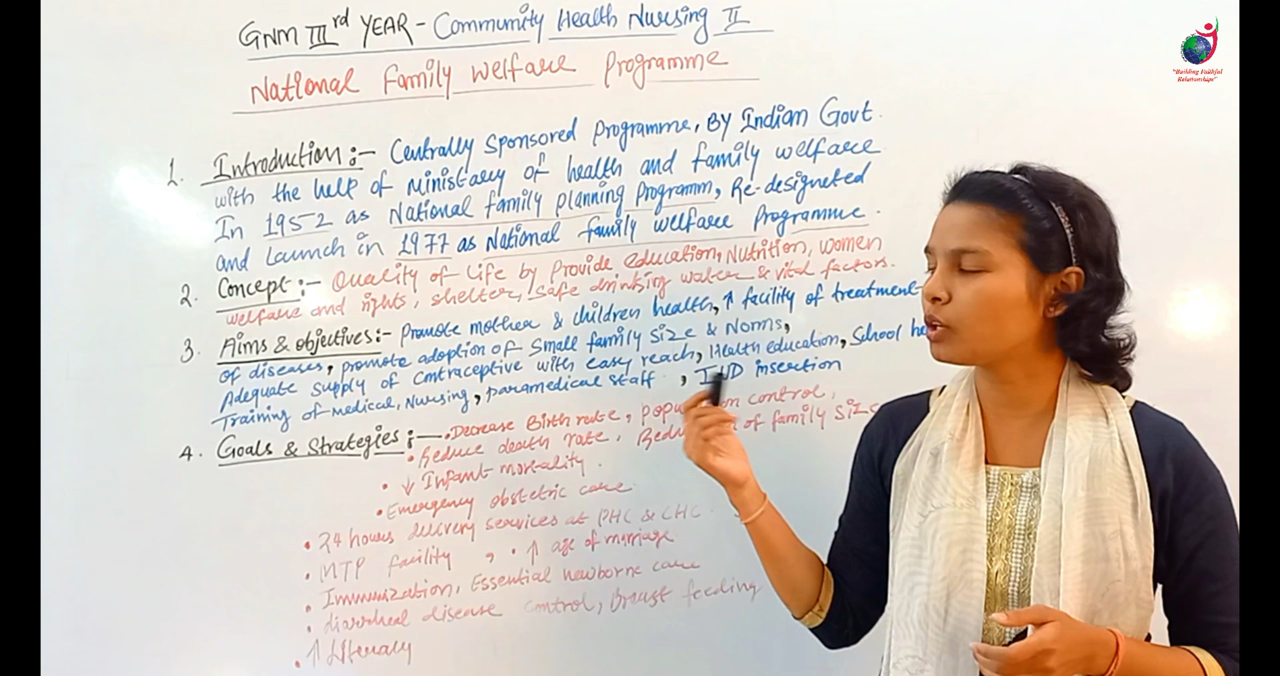 GNM IIIrd YEAR - Community Health Nursing II
National Family Welfare Programme
1. Introduction :- Centrally Sponsored Programme, BY Indian Govt.
with the help of Ministary of health and family welfare
In 1952 as National family planning Programm, Re-designated
and Launch in 1977 as National family welfare Programme.
2. Concept :- Quality of Life by Provide education, Nutrition, women
welfare and rights, shelter, safe drinking water & vital factors.
3. Aims & objectives :- Promote mother & children health, ↑ facility of treatment
of diseases, promote adoption of small family size & Norms,
Adequate supply of contraceptive with easy reach, Health education, School
Training of medical, Nursing, paramedical staff, insertion
4. Goals & Strategies :- • Decrease Birth rate, control,
• Reduce death rate, of family size
• ↓ Infant mortality.
• Emergency obstetric care.
• 24 hours delivery services at PHC & CHC.
• MTP facility, • ↑ age of marriage
• Immunization, Essential newborne care
• diarrheal disease control, Breast feeding
• ↑ Literaly
"Building Faithful
Relationships"